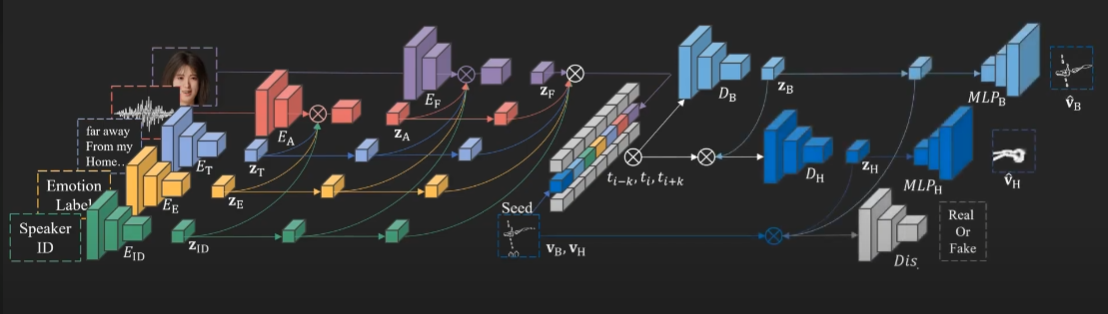 far away
From my
Home..
Emotion
Label
Speaker
ID
E_ID
E_E
E_T
E_A
E_F
z_ID
z_E
z_T
z_A
z_F
Seed
v_B, v_H
t_{i−k}, t_i, t_{i+k}
D_B
z_B
D_H
z_H
MLP_B
MLP_H
v̂_B
v̂_H
Dis.
Real
Or
Fake